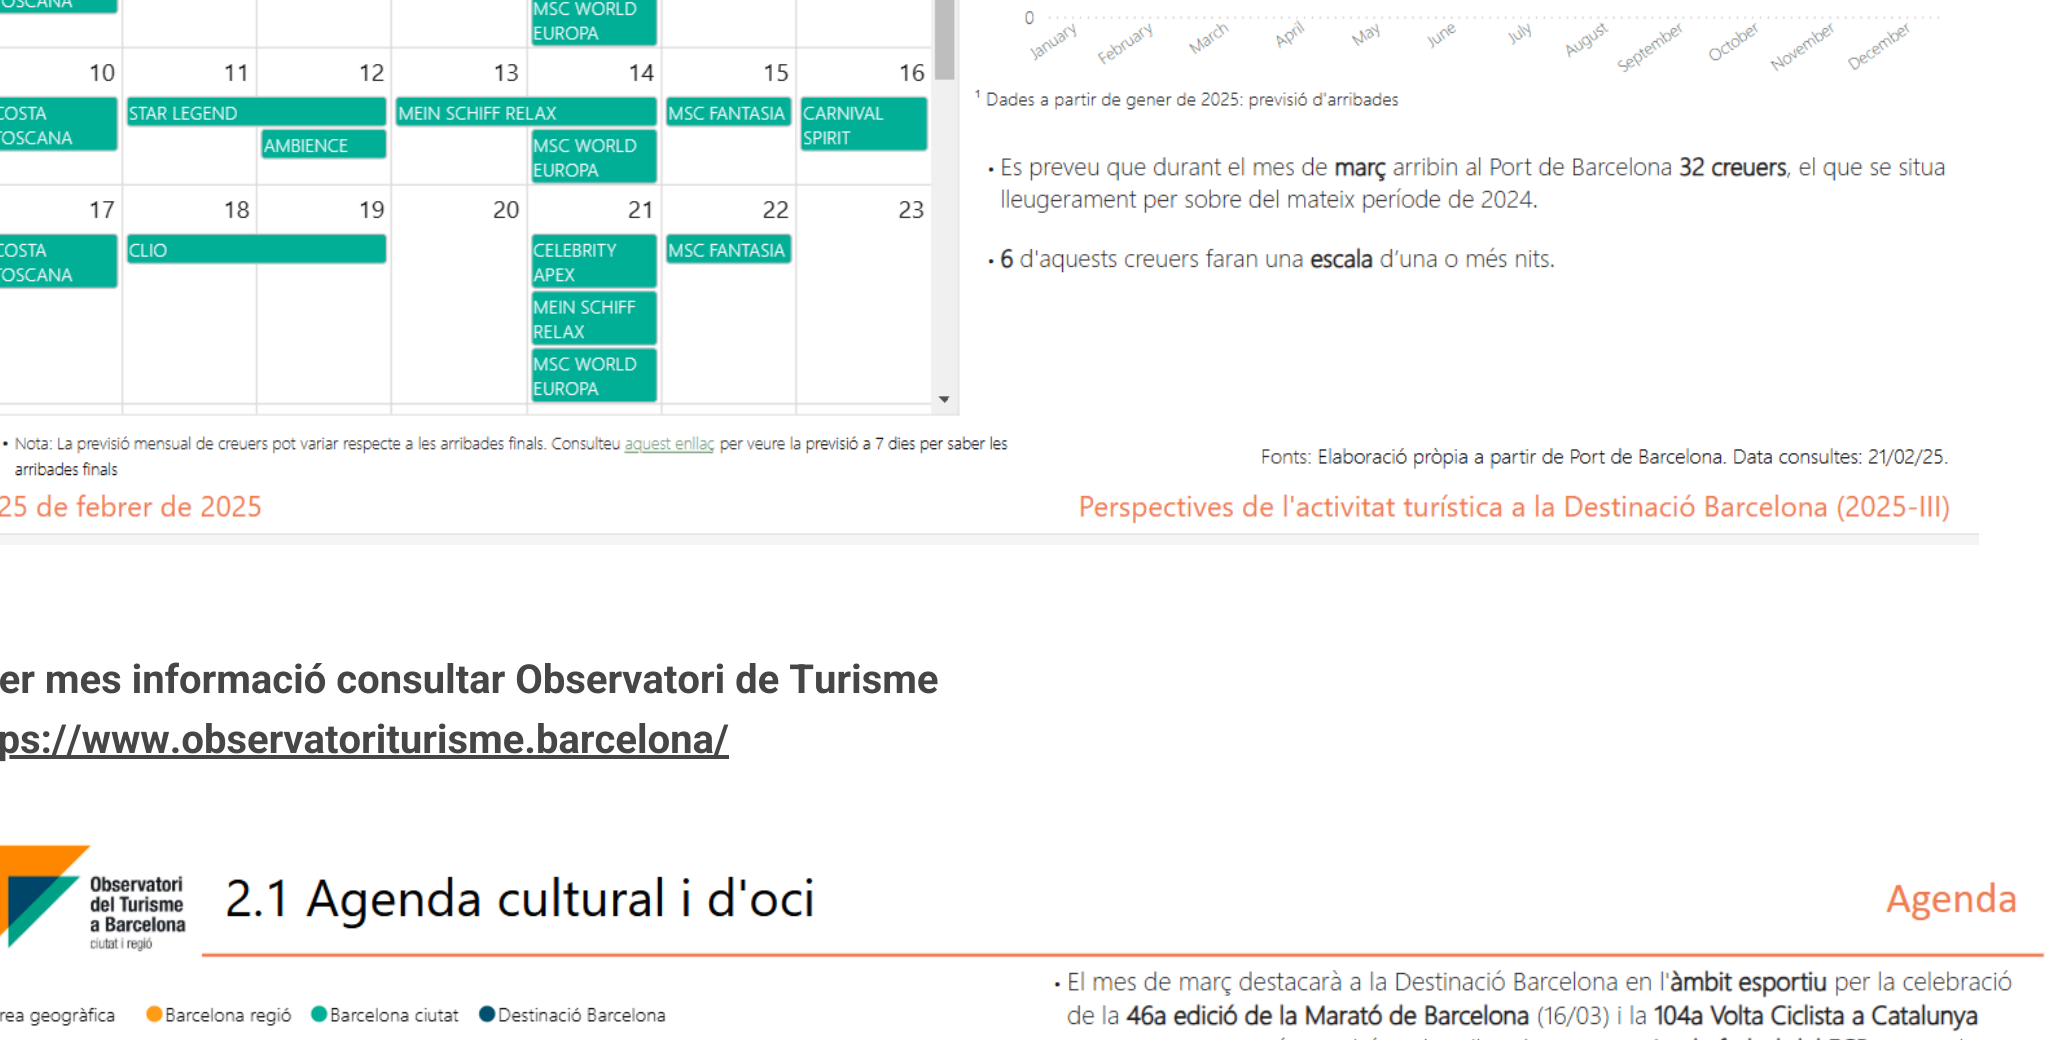 MSC WORLD
EUROPA
10 11 12 13 14 15 16
COSTA
TOSCANA
STAR LEGEND
AMBIENCE
MEIN SCHIFF RELAX
MSC WORLD
EUROPA
MSC FANTASIA
CARNIVAL
SPIRIT
17 18 19 20 21 22 23
COSTA
TOSCANA
CLIO
CELEBRITY
APEX
MEIN SCHIFF
RELAX
MSC WORLD
EUROPA
MSC FANTASIA
0
January February March April May June July August September October November December
¹ Dades a partir de gener de 2025: previsió d'arribades
• Es preveu que durant el mes de març arribin al Port de Barcelona 32 creuers, el que se situa
lleugerament per sobre del mateix període de 2024.
• 6 d'aquests creuers faran una escala d’una o més nits.
• Nota: La previsió mensual de creuers pot variar respecte a les arribades finals. Consulteu aquest enllaç per veure la previsió a 7 dies per saber les
arribades finals
Fonts: Elaboració pròpia a partir de Port de Barcelona. Data consultes: 21/02/25.
25 de febrer de 2025
Perspectives de l'activitat turística a la Destinació Barcelona (2025-III)
er mes informació consultar Observatori de Turisme
ps://www.observatoriturisme.barcelona/
Observatori
del Turisme
a Barcelona
ciutat i regió
2.1 Agenda cultural i d'oci
Agenda
rea geogràfica Barcelona regió Barcelona ciutat Destinació Barcelona
• El mes de març destacarà a la Destinació Barcelona en l'àmbit esportiu per la celebració
de la 46a edició de la Marató de Barcelona (16/03) i la 104a Volta Ciclista a Catalunya